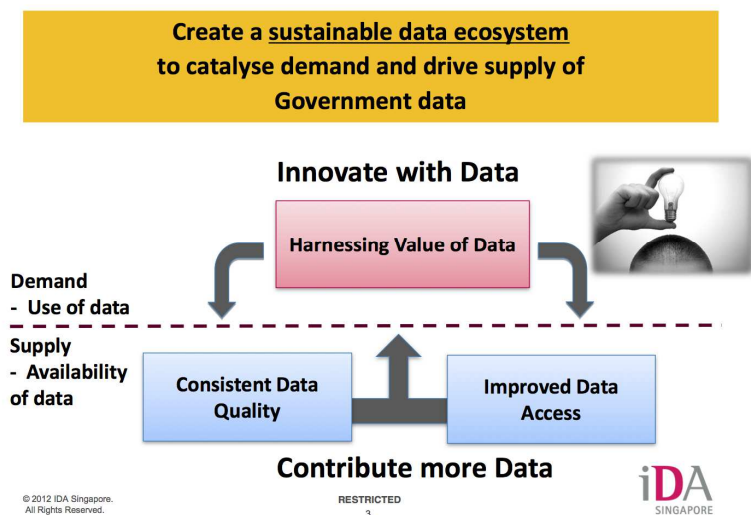 Create a sustainable data ecosystem
to catalyse demand and drive supply of
Government data
Innovate with Data
Harnessing Value of Data
Demand
- Use of data
Supply
- Availability
of data
Consistent Data
Quality
Improved Data
Access
Contribute more Data
© 2012 IDA Singapore.
All Rights Reserved.
RESTRICTED
3
iDA
SINGAPORE